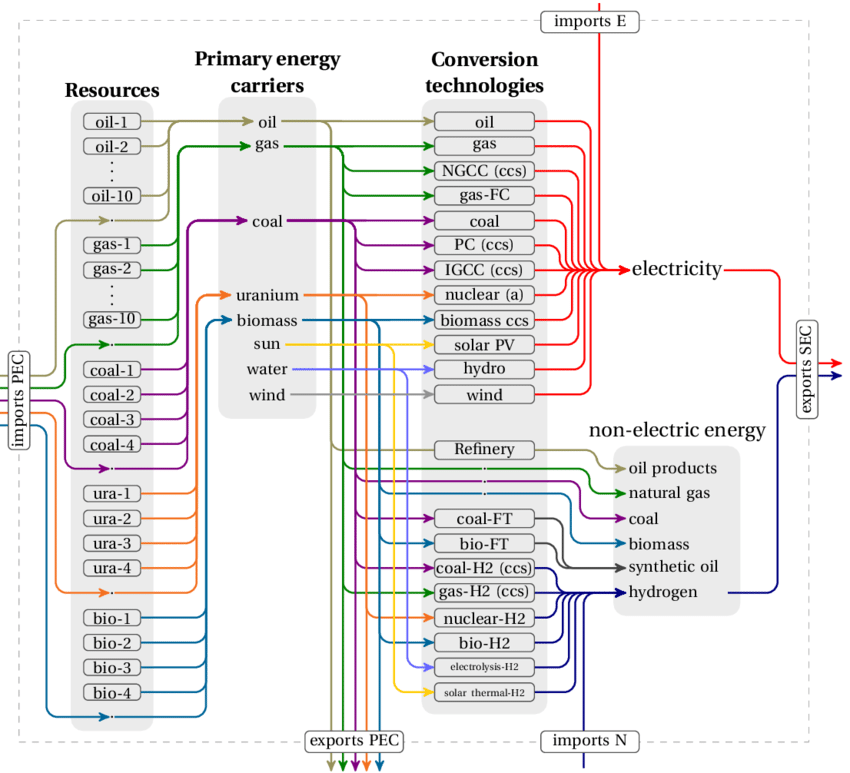 imports E
Primary energy
carriers
Conversion
technologies
Resources
oil-1
oil-2
oil-10
gas-1
gas-2
gas-10
coal-1
coal-2
coal-3
coal-4
ura-1
ura-2
ura-3
ura-4
bio-1
bio-2
bio-3
bio-4
imports PEC
oil
gas
coal
uranium
biomass
sun
water
wind
oil
gas
NGCC (ccs)
gas-FC
coal
PC (ccs)
IGCC (ccs)
nuclear (a)
biomass ccs
solar PV
hydro
wind
Refinery
coal-FT
bio-FT
coal-H2 (ccs)
gas-H2 (ccs)
nuclear-H2
bio-H2
electrolysis-H2
solar thermal-H2
electricity
exports SEC
non-electric energy
oil products
natural gas
coal
biomass
synthetic oil
hydrogen
exports PEC
imports N